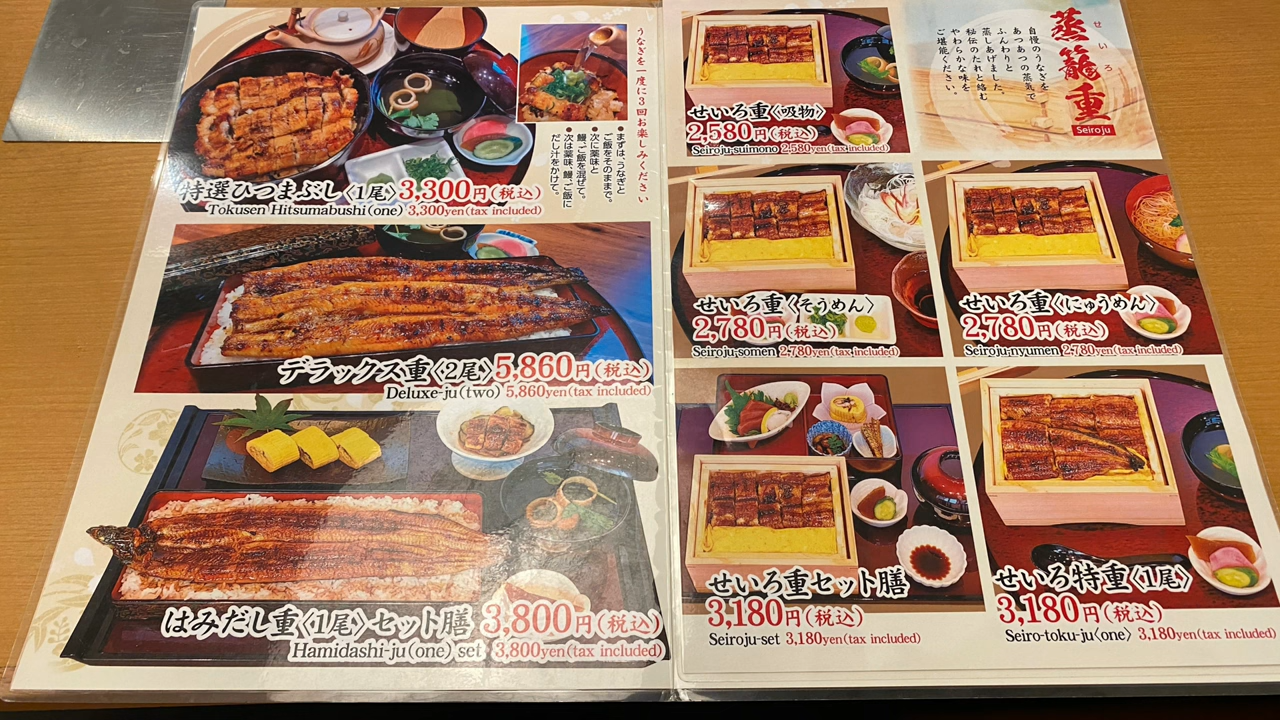 うなぎを一度に3回お楽しみください
●まずは、うなぎと
ご飯をそのままで。
●次に薬味と
鰻、ご飯を混ぜて。
●次は薬味、鰻、ご飯に
だし汁をかけて。
特選ひつまぶし〈1尾〉3,300円(税込)
Tokusen Hitsumabushi(one) 3,300yen(tax included)
デラックス重〈2尾〉5,860円(税込)
Deluxe-ju(two) 5,860yen(tax included)
はみだし重〈1尾〉セット膳 3,800円(税込)
Hamidashi-ju(one) set 3,800yen(tax included)
せいろ
蒸籠重
Seiroju
自慢のうなぎを
あつあつの蒸気で
ふんわりと
蒸しあげました。
秘伝のたれと絡む
やわらかな味を
ご堪能ください。
せいろ重〈吸物〉
2,580円(税込)
Seiroju-suimono 2,580yen(tax included)
せいろ重〈そうめん〉
2,780円(税込)
Seiroju-somen 2,780yen(tax included)
せいろ重〈にゅうめん〉
2,780円(税込)
Seiroju-nyumen 2,780yen(tax included)
せいろ重セット膳
3,180円(税込)
Seiroju-set 3,180yen(tax included)
せいろ特重〈1尾〉
3,180円(税込)
Seiro-toku-ju〈one〉 3,180yen(tax included)